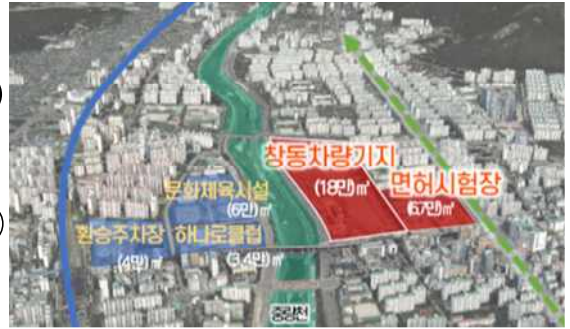 창동차량기지
(18만)㎡
면허시험장
(6.7만)㎡
문화체육시설
(6만)㎡
환승주차장
(4만)㎡
하나로클럽
(3.4만)㎡
중랑천